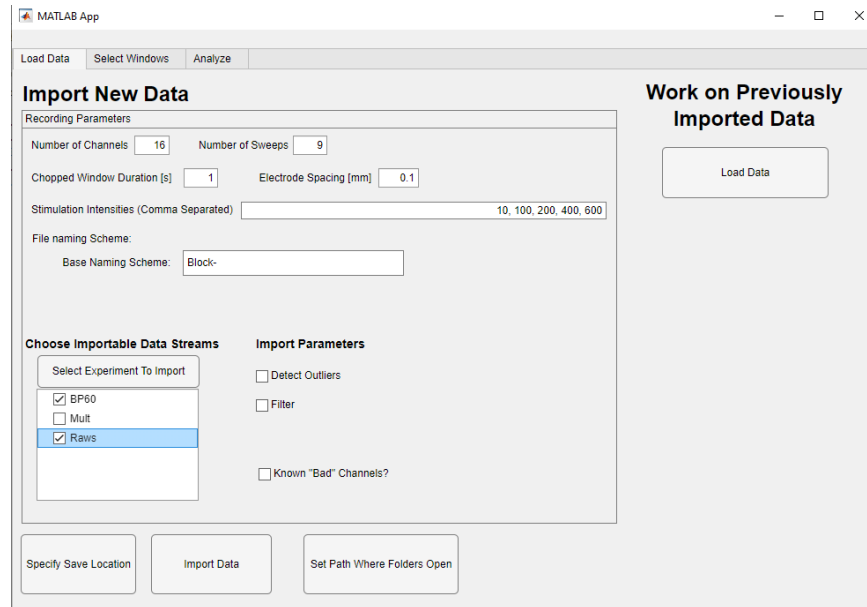 MATLAB App
Load Data Select Windows Analyze
Import New Data
Recording Parameters
Number of Channels 16 Number of Sweeps 9
Chopped Window Duration [s] 1 Electrode Spacing [mm] 0.1
Stimulation Intensities (Comma Separated) 10, 100, 200, 400, 600
File naming Scheme:
Base Naming Scheme: Block-
Choose Importable Data Streams
Select Experiment To Import
BP60
Mult
Raws
Import Parameters
Detect Outliers
Filter
Known "Bad" Channels?
Specify Save Location Import Data Set Path Where Folders Open
Work on Previously
Imported Data
Load Data